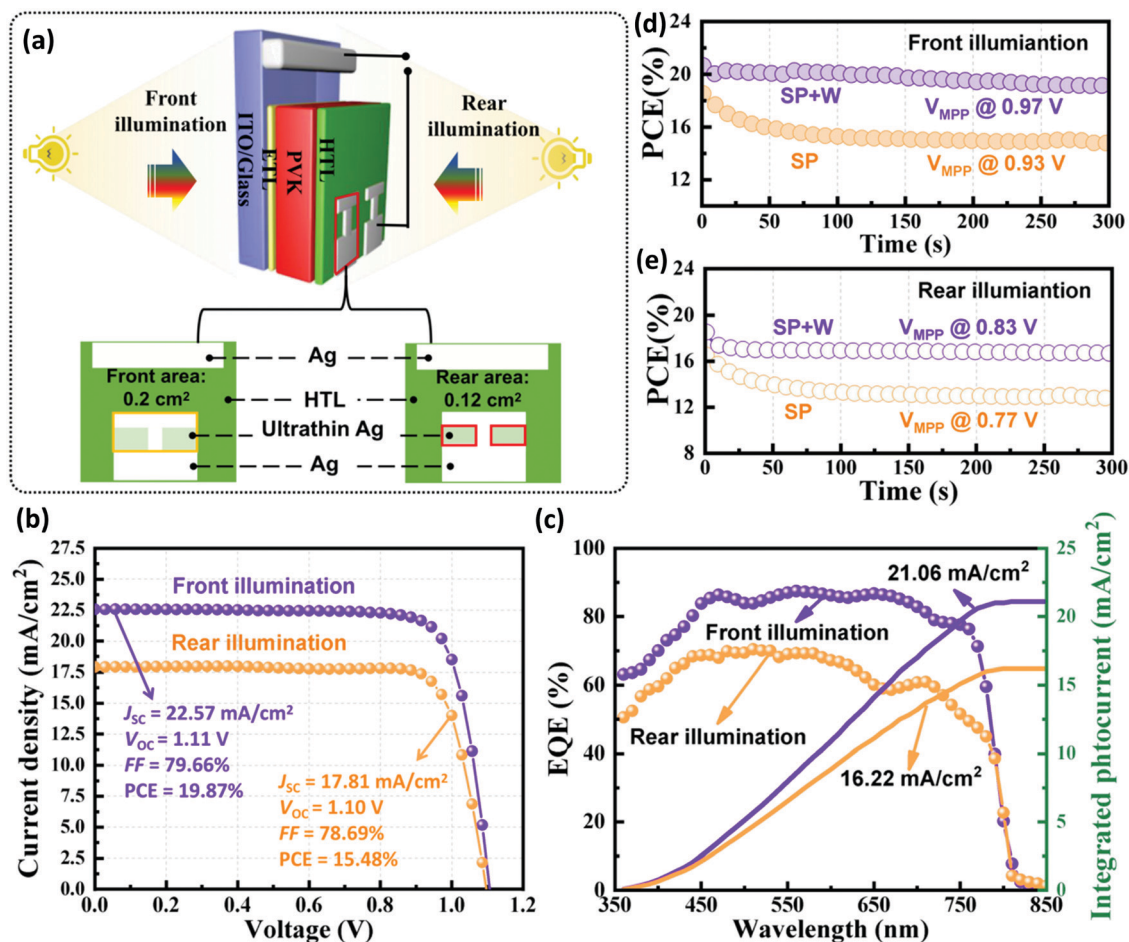 (a)
Front
illumination
Rear
illumination
ITO/Glass
ETL
PVK
HTL
Ag
Front area:
0.2 cm²
HTL
Rear area:
0.12 cm²
Ultrathin Ag
Ag
(d)
Front illumiantion
SP+W
V_MPP @ 0.97 V
SP
V_MPP @ 0.93 V
PCE(%)
24
20
16
12
0 50 100 150 200 250 300
Time (s)
(e)
Rear illumiantion
SP+W
V_MPP @ 0.83 V
SP
V_MPP @ 0.77 V
PCE(%)
24
20
16
12
8
0 50 100 150 200 250 300
Time (s)
(b)
Current density (mA/cm²)
27.5
25.0
22.5
20.0
17.5
15.0
12.5
10.0
7.5
5.0
2.5
0.0
Front illumination
Rear illumination
J_SC = 22.57 mA/cm²
V_OC = 1.11 V
FF = 79.66%
PCE = 19.87%
J_SC = 17.81 mA/cm²
V_OC = 1.10 V
FF = 78.69%
PCE = 15.48%
0.0 0.2 0.4 0.6 0.8 1.0 1.2
Voltage (V)
(c)
EQE (%)
100
80
60
40
20
0
21.06 mA/cm²
Front illumination
Rear illumination
16.22 mA/cm²
350 450 550 650 750 850
Wavelength (nm)
25
20
15
10
5
0
Integrated phtocurrent (mA/cm²)